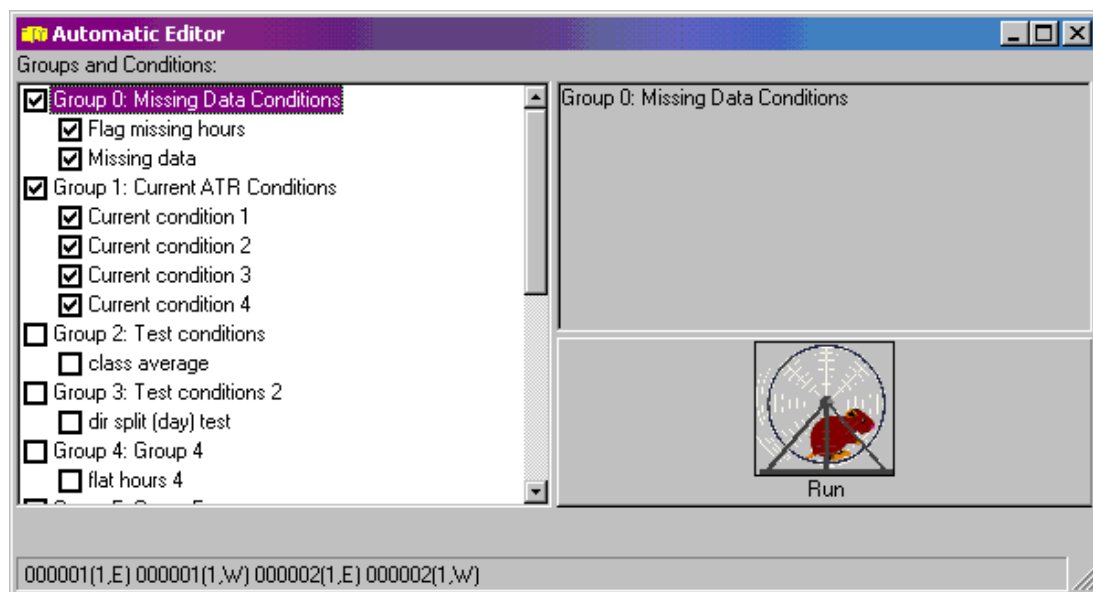 Automatic Editor
Groups and Conditions:
Group 0: Missing Data Conditions
Flag missing hours
Missing data
Group 1: Current ATR Conditions
Current condition 1
Current condition 2
Current condition 3
Current condition 4
Group 2: Test conditions
class average
Group 3: Test conditions 2
dir split (day) test
Group 4: Group 4
flat hours 4
Group 0: Missing Data Conditions
Run
000001(1,E) 000001(1,W) 000002(1,E) 000002(1,W)